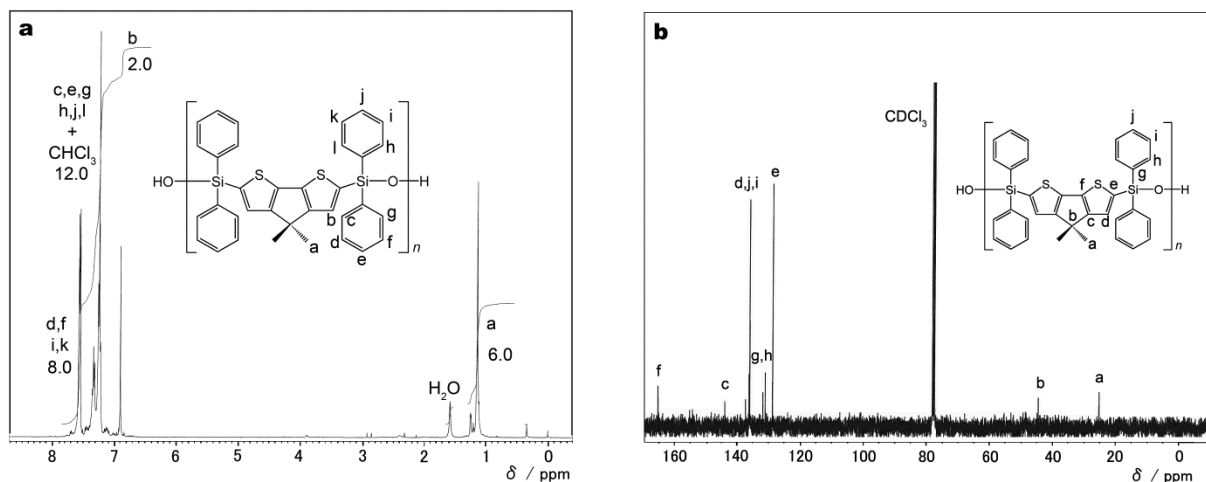 a
b
2.0
c,e,g
h,j,l
+
CHCl3
12.0
d,f
i,k
8.0
H2O
a
6.0
j
k i
l h
HO Si S S Si O H
b c g
d f
a e
n
8 7 6 5 4 3 2 1 0
δ / ppm
b
CDCl3
d,j,i
e
g,h
f
c
b
a
j
i
h
g
HO Si S f S e Si O H
b c d
a
n
160 140 120 100 80 60 40 20 0
δ / ppm